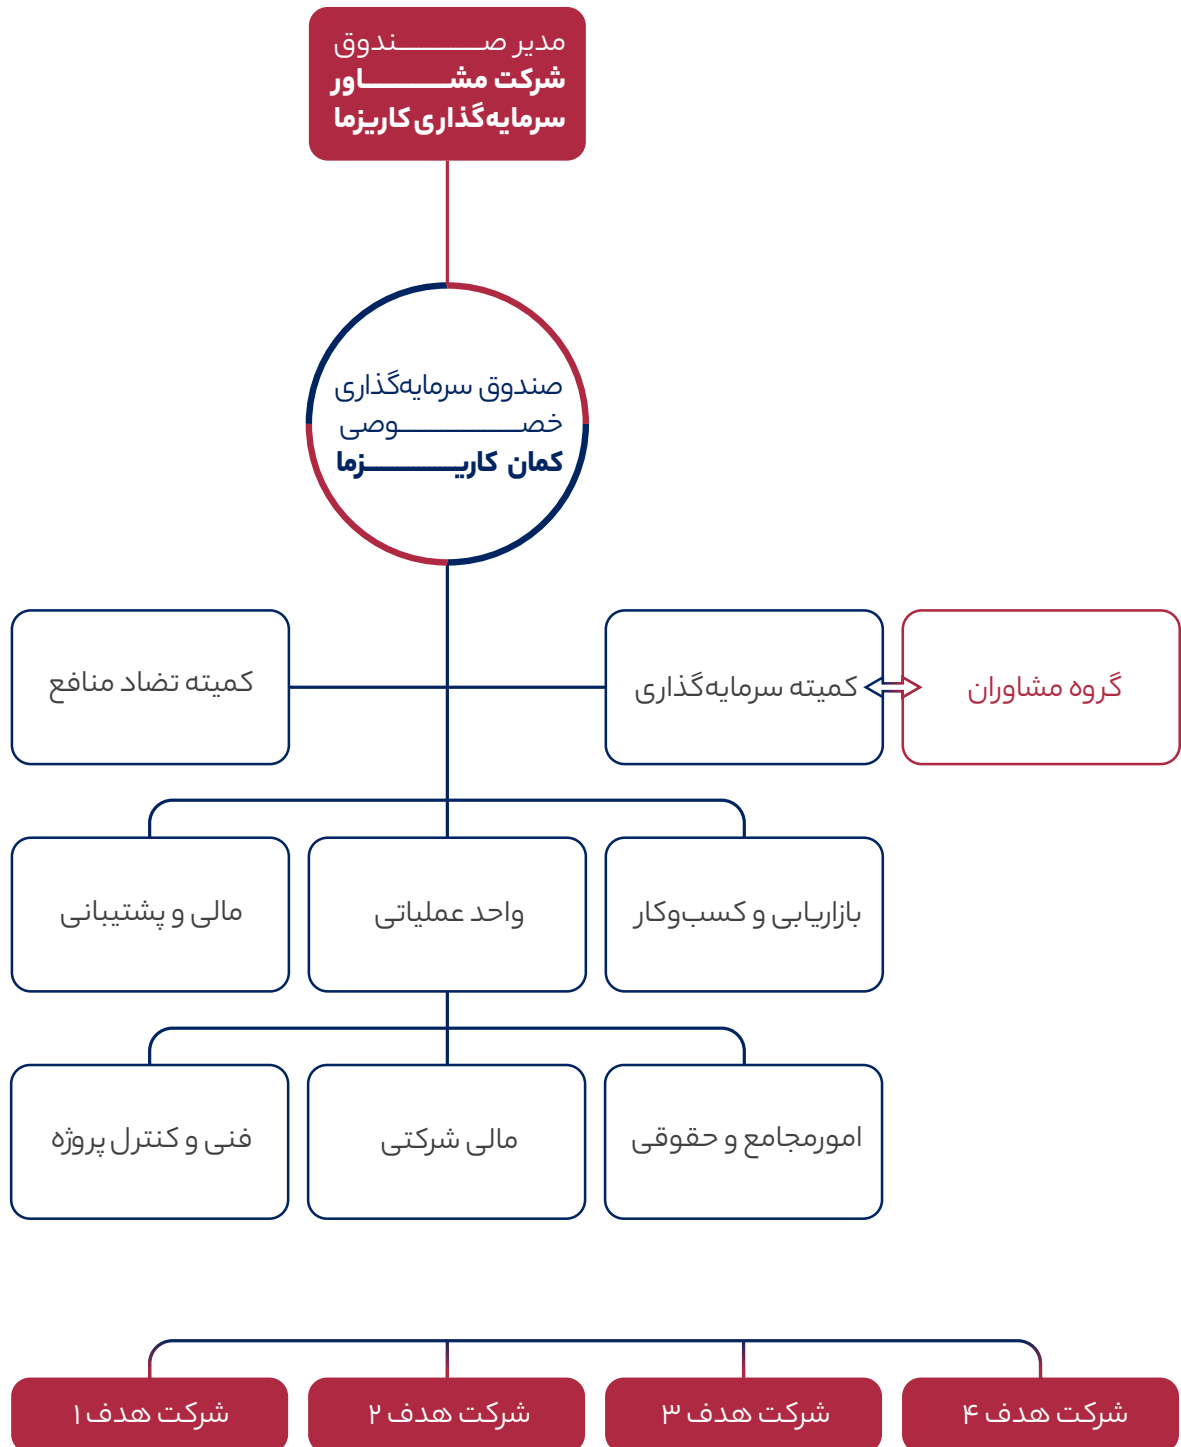 مدیر صندوق
شرکت مشاور
سرمایه‌گذاری کاریزما
صندوق سرمایه‌گذاری
خصوصی
کمان کاریزما
گروه مشاوران
کمیته سرمایه‌گذاری
کمیته تضاد منافع
بازاریابی و کسب‌وکار
واحد عملیاتی
مالی و پشتیبانی
امورمجامع و حقوقی
مالی شرکتی
فنی و کنترل پروژه
شرکت هدف ۴
شرکت هدف ۳
شرکت هدف ۲
شرکت هدف ۱